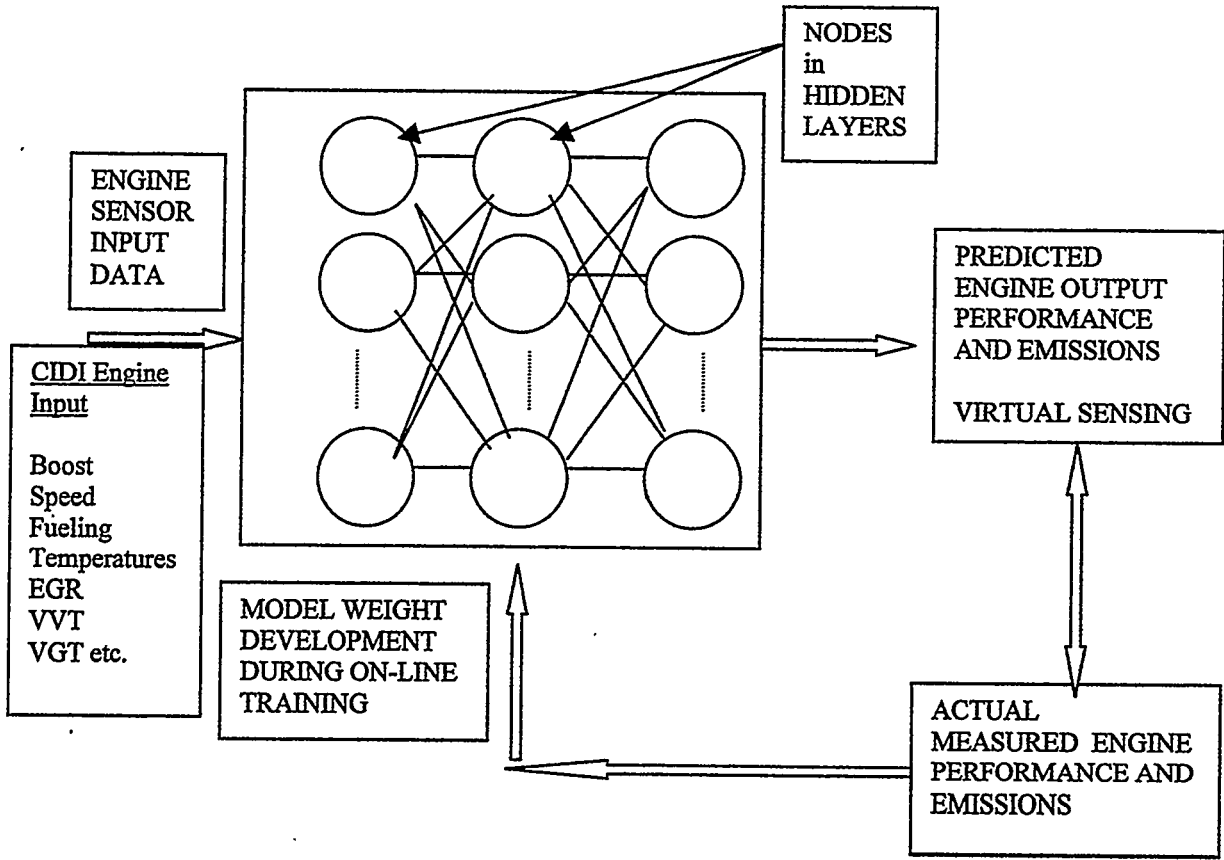 NODES
in
HIDDEN
LAYERS
ENGINE
SENSOR
INPUT
DATA
PREDICTED
ENGINE OUTPUT
PERFORMANCE
AND EMISSIONS
VIRTUAL SENSING
CIDI Engine
Input
Boost
Speed
Fueling
Temperatures
EGR
VVT
VGT etc.
MODEL WEIGHT
DEVELOPMENT
DURING ON-LINE
TRAINING
ACTUAL
MEASURED ENGINE
PERFORMANCE AND
EMISSIONS